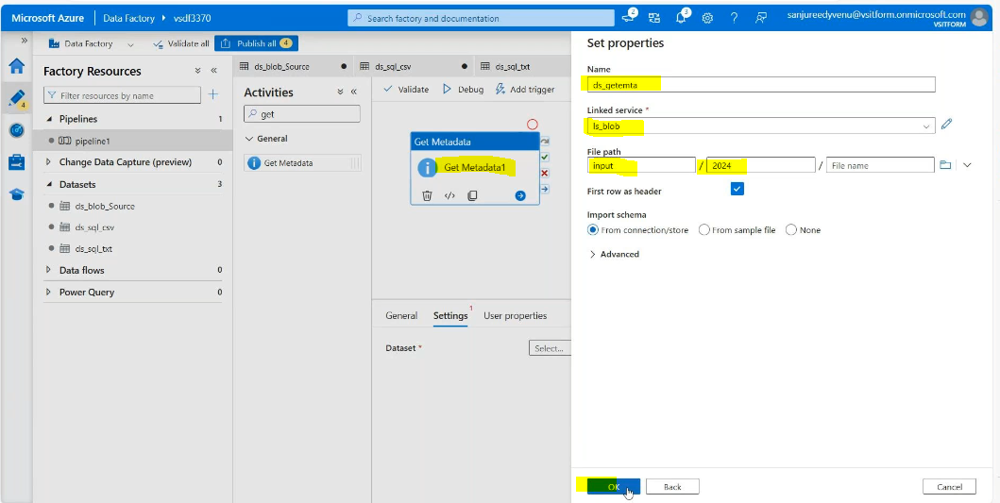 Microsoft Azure | Data Factory ▸ vsdf3370
Search factory and documentation
2
3
sanjureedyvenu@vsitform.onmicrosoft.com
VSITFORM
»
Data Factory
Validate all
Publish all 4
Factory Resources
Filter resources by name
4
Pipelines 1
pipeline1
Change Data Capture (preview) 0
Datasets 3
ds_blob_Source
ds_sql_csv
ds_sql_txt
Data flows 0
Power Query 0
ds_blob_Source
ds_sql_csv
ds_sql_txt
Activities
get
General
Get Metadata
Validate
Debug
Add trigger
Get Metadata
Get Metadata1
General
Settings 1
User properties
Dataset *
Select...
Set properties
Name
ds_getemta
Linked service *
ls_blob
File path
input / 2024 / File name
First row as header
Import schema
From connection/store
From sample file
None
Advanced
OK
Back
Cancel